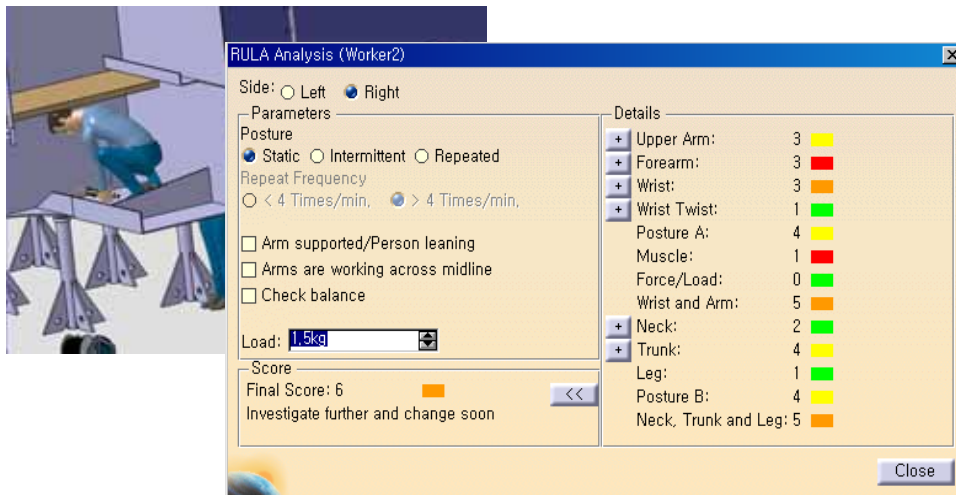 RULA Analysis (Worker2)
Side: Left Right
Parameters
Posture
Static Intermittent Repeated
Repeat Frequency
< 4 Times/min, > 4 Times/min,
Arm supported/Person leaning
Arms are working across midline
Check balance
Load: 1,5kg
Score
Final Score: 6
<<
Investigate further and change soon
Details
+ Upper Arm: 3
+ Forearm: 3
+ Wrist: 3
+ Wrist Twist: 1
Posture A: 4
Muscle: 1
Force/Load: 0
Wrist and Arm: 5
+ Neck: 2
+ Trunk: 4
Leg: 1
Posture B: 4
Neck, Trunk and Leg: 5
Close